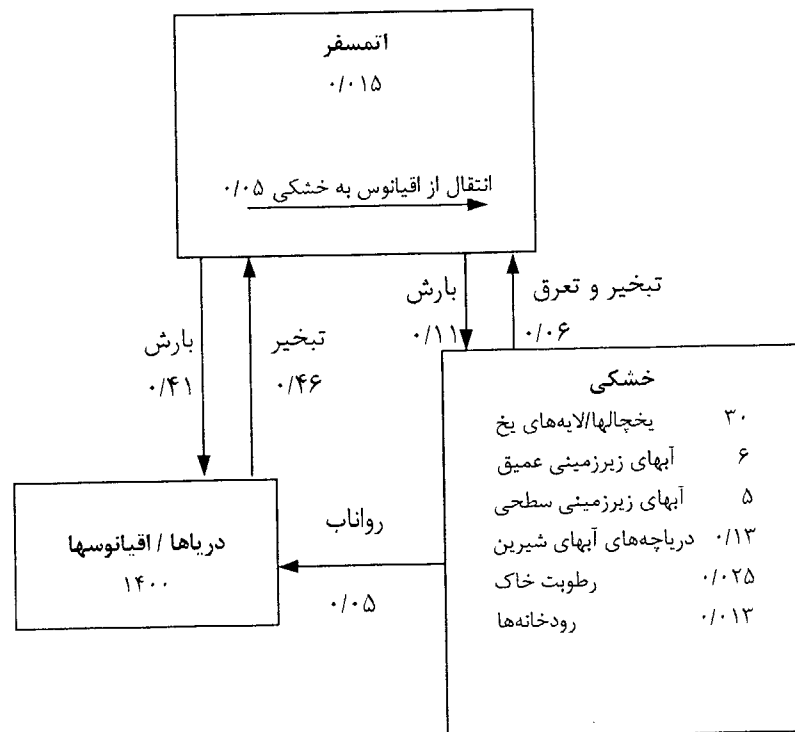 اتمسفر
۰/۰۱۵
انتقال از اقیانوس به خشکی ۰/۰۵
بارش
۰/۴۱
تبخیر
۰/۴۶
بارش
۰/۱۱
تبخیر و تعرق
۰/۰۶
خشکی
یخچالها/لایه‌های یخ ۳۰
آبهای زیرزمینی عمیق ۶
آبهای زیرزمینی سطحی ۵
دریاچه‌های آبهای شیرین ۰/۱۳
رطوبت خاک ۰/۰۲۵
رودخانه‌ها ۰/۰۱۳
رواناب
۰/۰۵
دریاها / اقیانوسها
۱۴۰۰